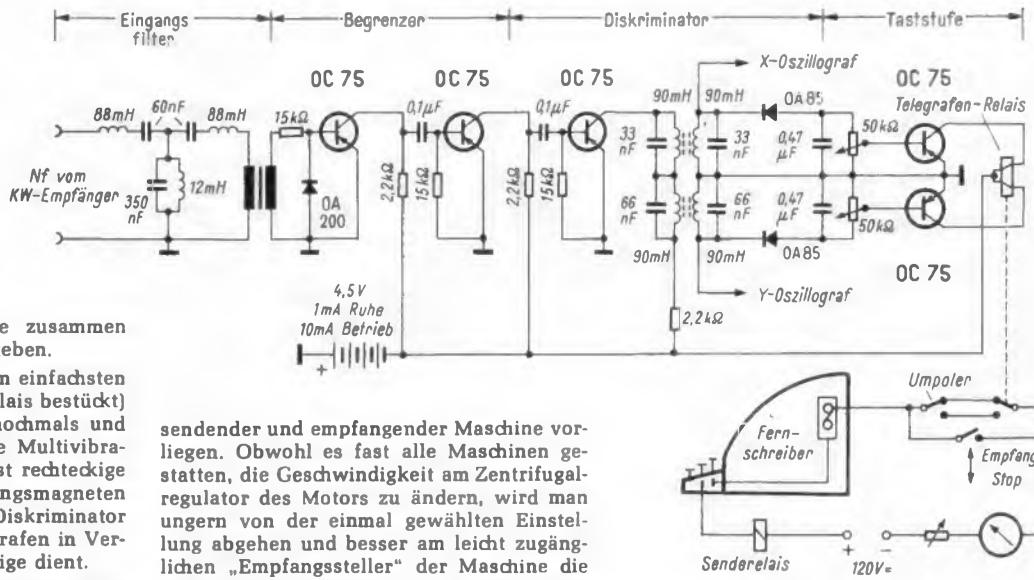 Eingangs
filter
Begrenzer
Diskriminator
Taststufe
OC 75
OC 75
OC 75
OC 75
X-Oszillograf
Telegrafen-Relais
88mH
60nF
88mH
15kΩ
0,1µF
0,1µF
90mH
90mH
OA85
33
nF
33
nF
0,47
µF
50kΩ
Nf vom
KW-Empfänger
350
nF
12mH
OA
200
2,2kΩ
15kΩ
2,2kΩ
15kΩ
66
nF
66
nF
0,47
µF
50kΩ
90mH
90mH
OA85
OC 75
Y-Oszillograf
4,5V
1mA Ruhe
10mA Betrieb
+
2,2kΩ
e zusammen
eben.
n einfachsten
lais bestückt)
nochmals und
e Multivibra-
st rechteckige
ngsmagneten
Diskriminator
rafen in Ver-
ige dient.
sendender und empfangender Maschine vor-
liegen. Obwohl es fast alle Maschinen ge-
statten, die Geschwindigkeit am Zentrifugal-
regulator des Motors zu ändern, wird man
ungern von der einmal gewählten Einstel-
lung abgehen und besser am leicht zugäng-
lichen „Empfangssteller“ der Maschine die
Fern-
schreiber
Umpoler
Empfang
Stop
Senderelais
+ −
120V=